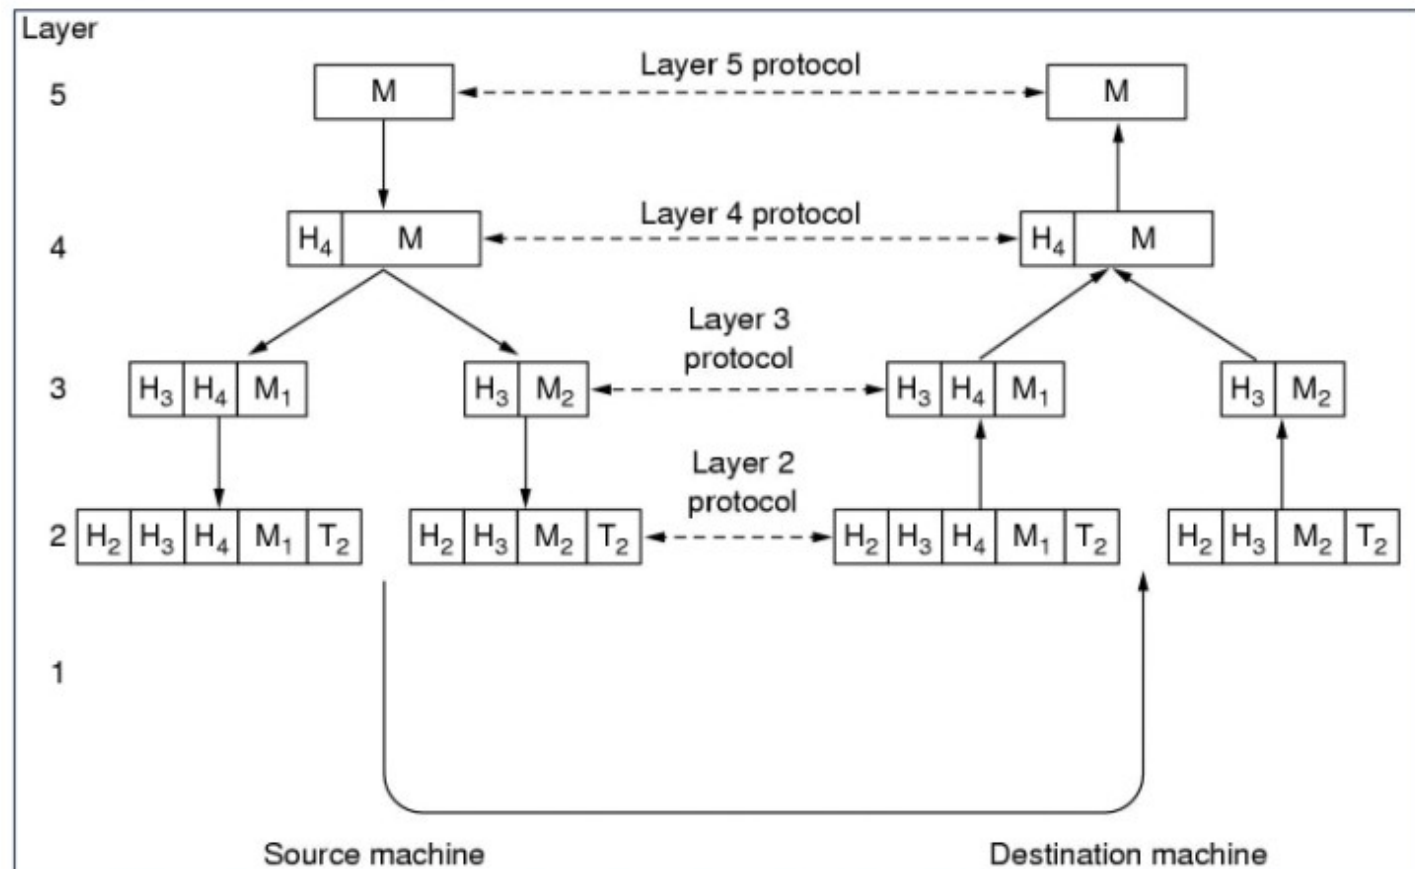 Layer
5 M Layer 5 protocol M
4 H₄ M Layer 4 protocol H₄ M
Layer 3
protocol
3 H₃ H₄ M₁ H₃ M₂ H₃ H₄ M₁ H₃ M₂
Layer 2
protocol
2 H₂ H₃ H₄ M₁ T₂ H₂ H₃ M₂ T₂ H₂ H₃ H₄ M₁ T₂ H₂ H₃ M₂ T₂
1
Source machine Destination machine